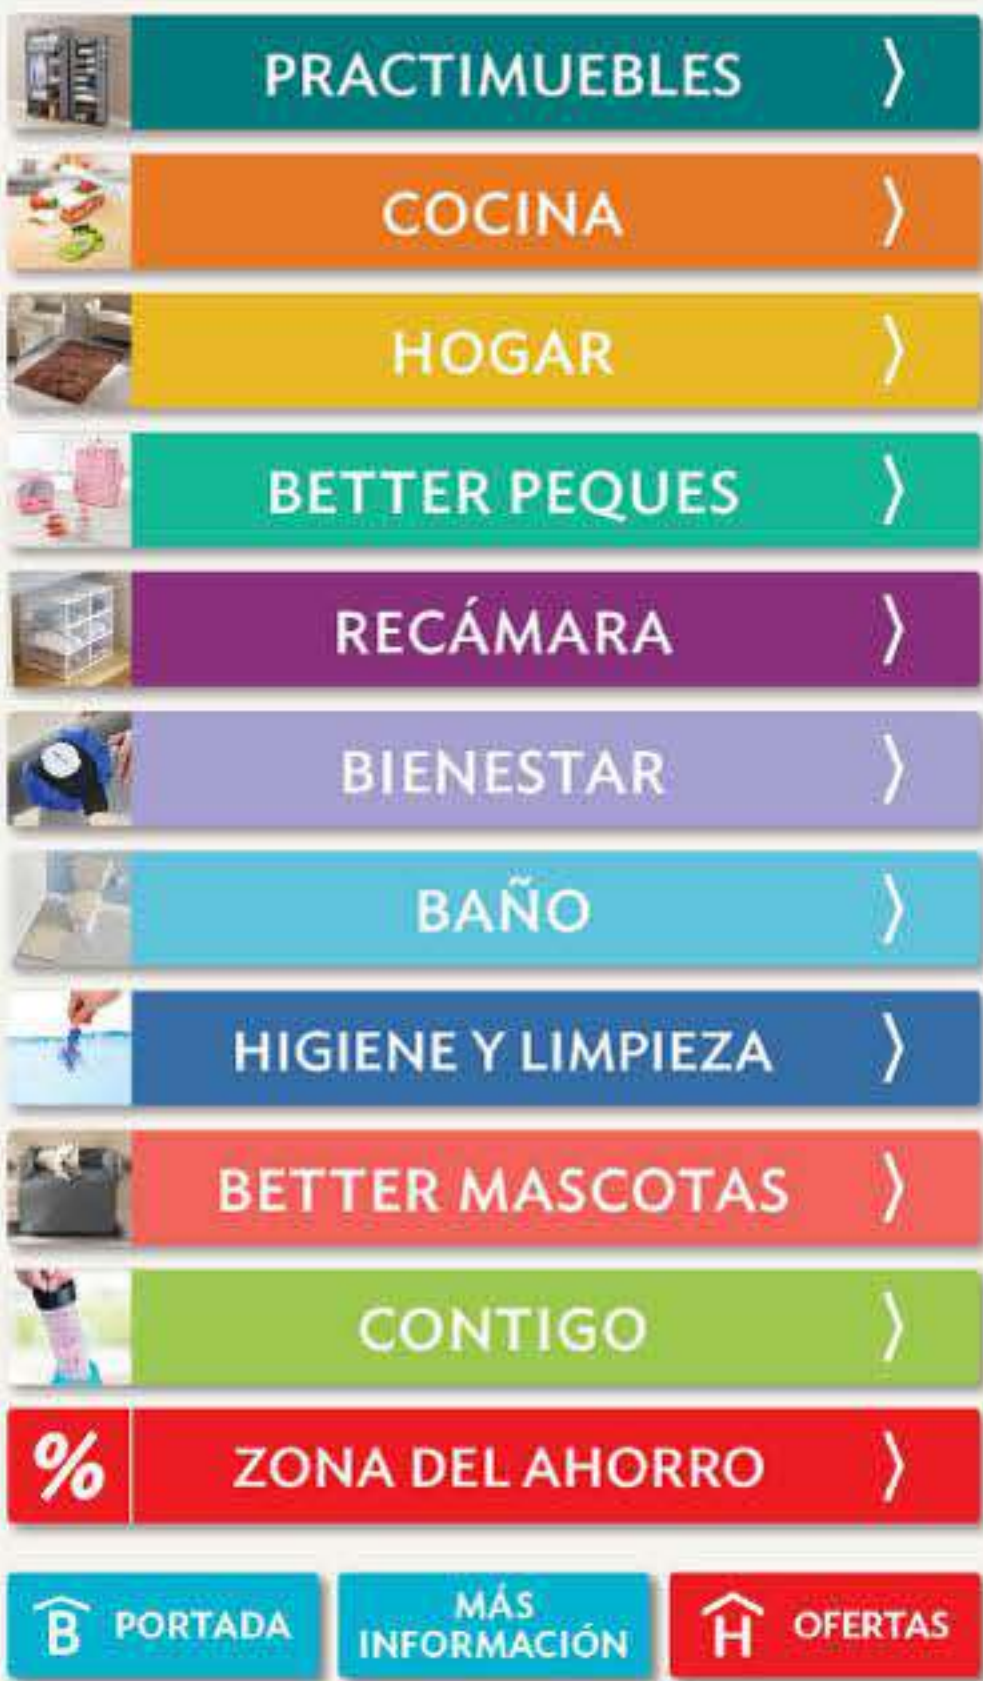 PRACTIMUEBLES
COCINA
HOGAR
BETTER PEQUES
RECÁMARA
BIENESTAR
BAÑO
HIGIENE Y LIMPIEZA
BETTER MASCOTAS
CONTIGO
% ZONA DEL AHORRO
B PORTADA
MÁS
INFORMACIÓN
H OFERTAS